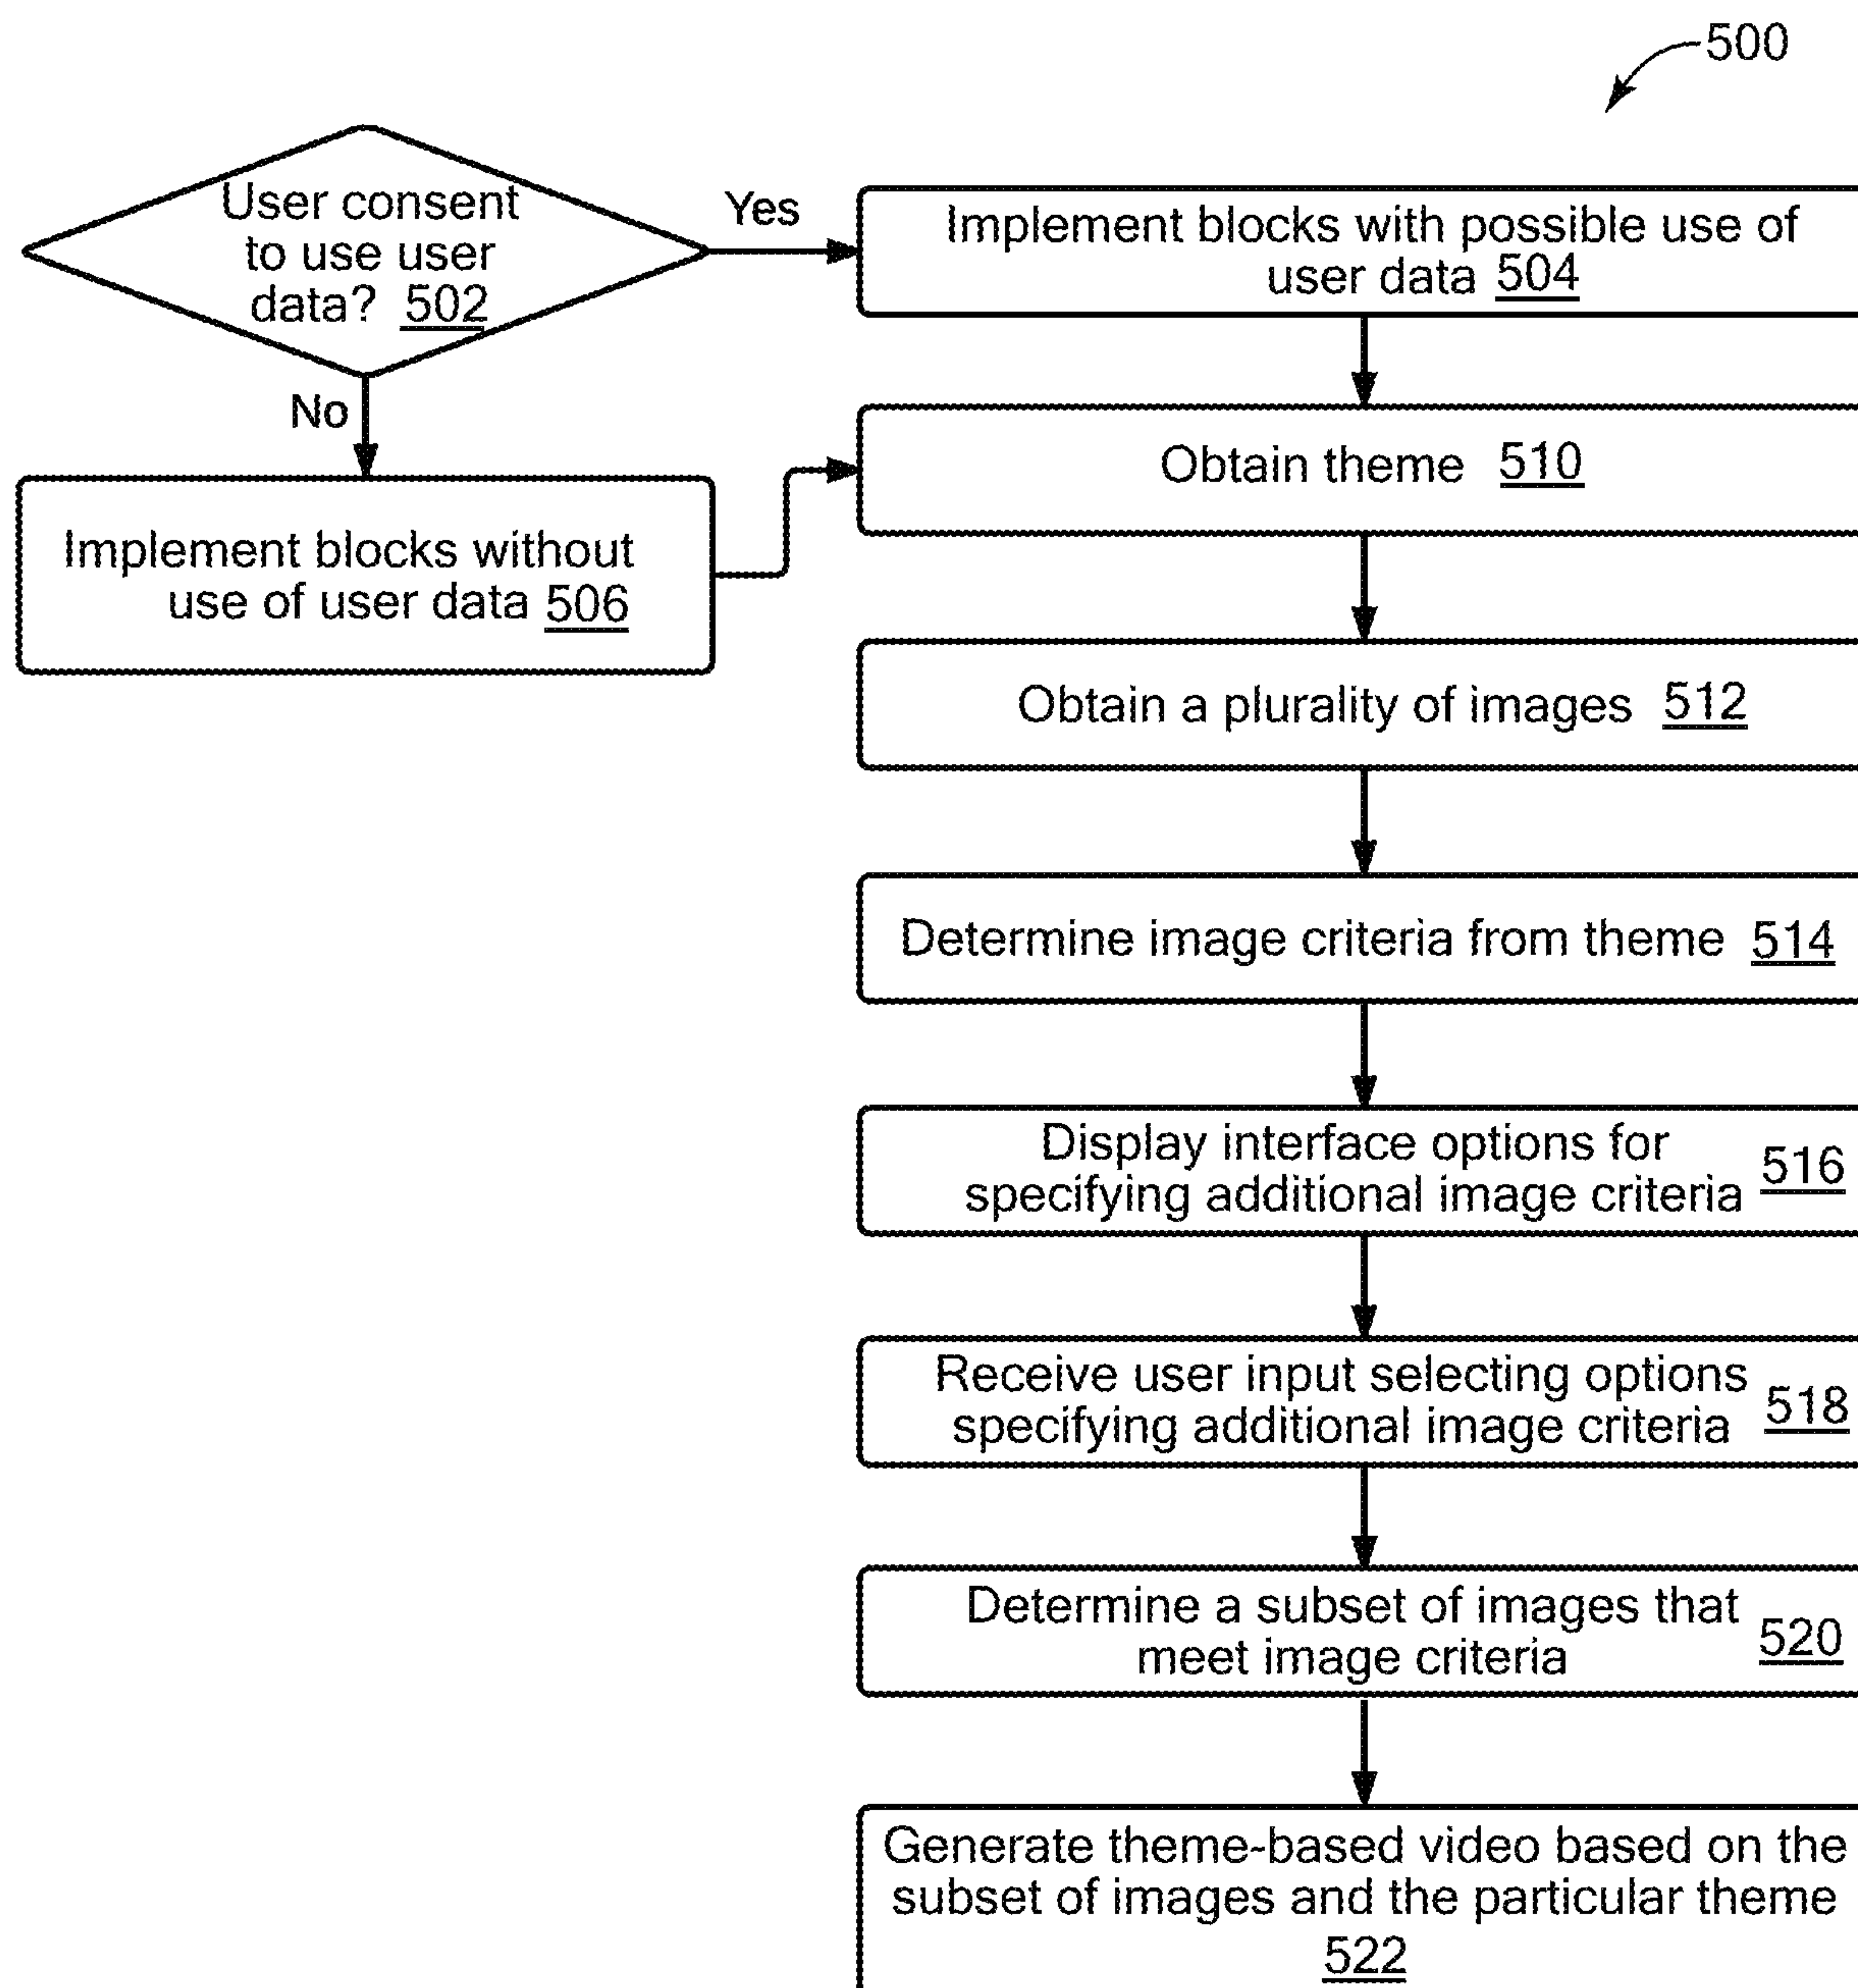 500
User consent
to use user
data? 502
Yes
No
Implement blocks with possible use of
user data 504
Implement blocks without
use of user data 506
Obtain theme 510
Obtain a plurality of images 512
Determine image criteria from theme 514
Display interface options for
specifying additional image criteria 516
Receive user input selecting options
specifying additional image criteria 518
Determine a subset of images that
meet image criteria 520
Generate theme-based video based on the
subset of images and the particular theme
522